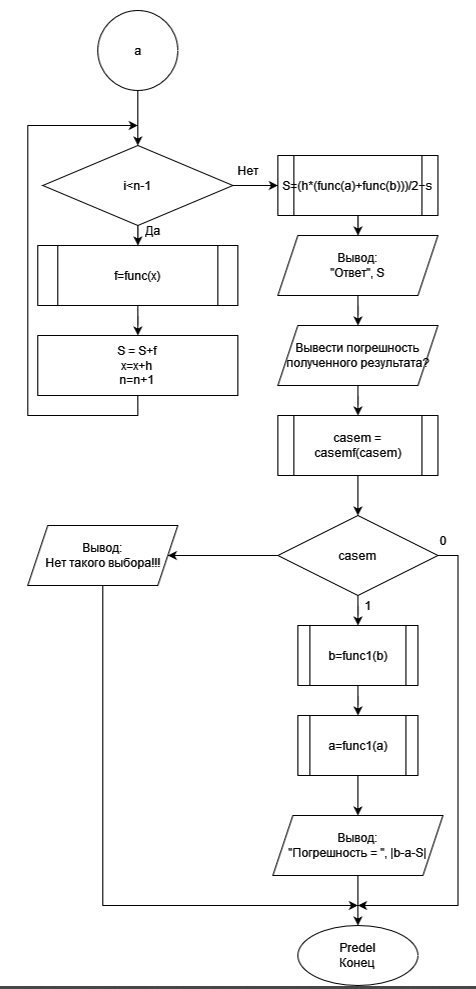 a
i<n-1
Нет
S=(h*(func(a)+func(b)))/2+s
Да
f=func(x)
Вывод:
"Ответ", S
S = S+f
x=x+h
n=n+1
Вывести погрешность
полученного результата?
casem =
casemf(casem)
casem
0
1
Вывод:
Нет такого выбора!!!
b=func1(b)
a=func1(a)
Вывод:
"Погрешность = ", |b-a-S|
Predel
Конец